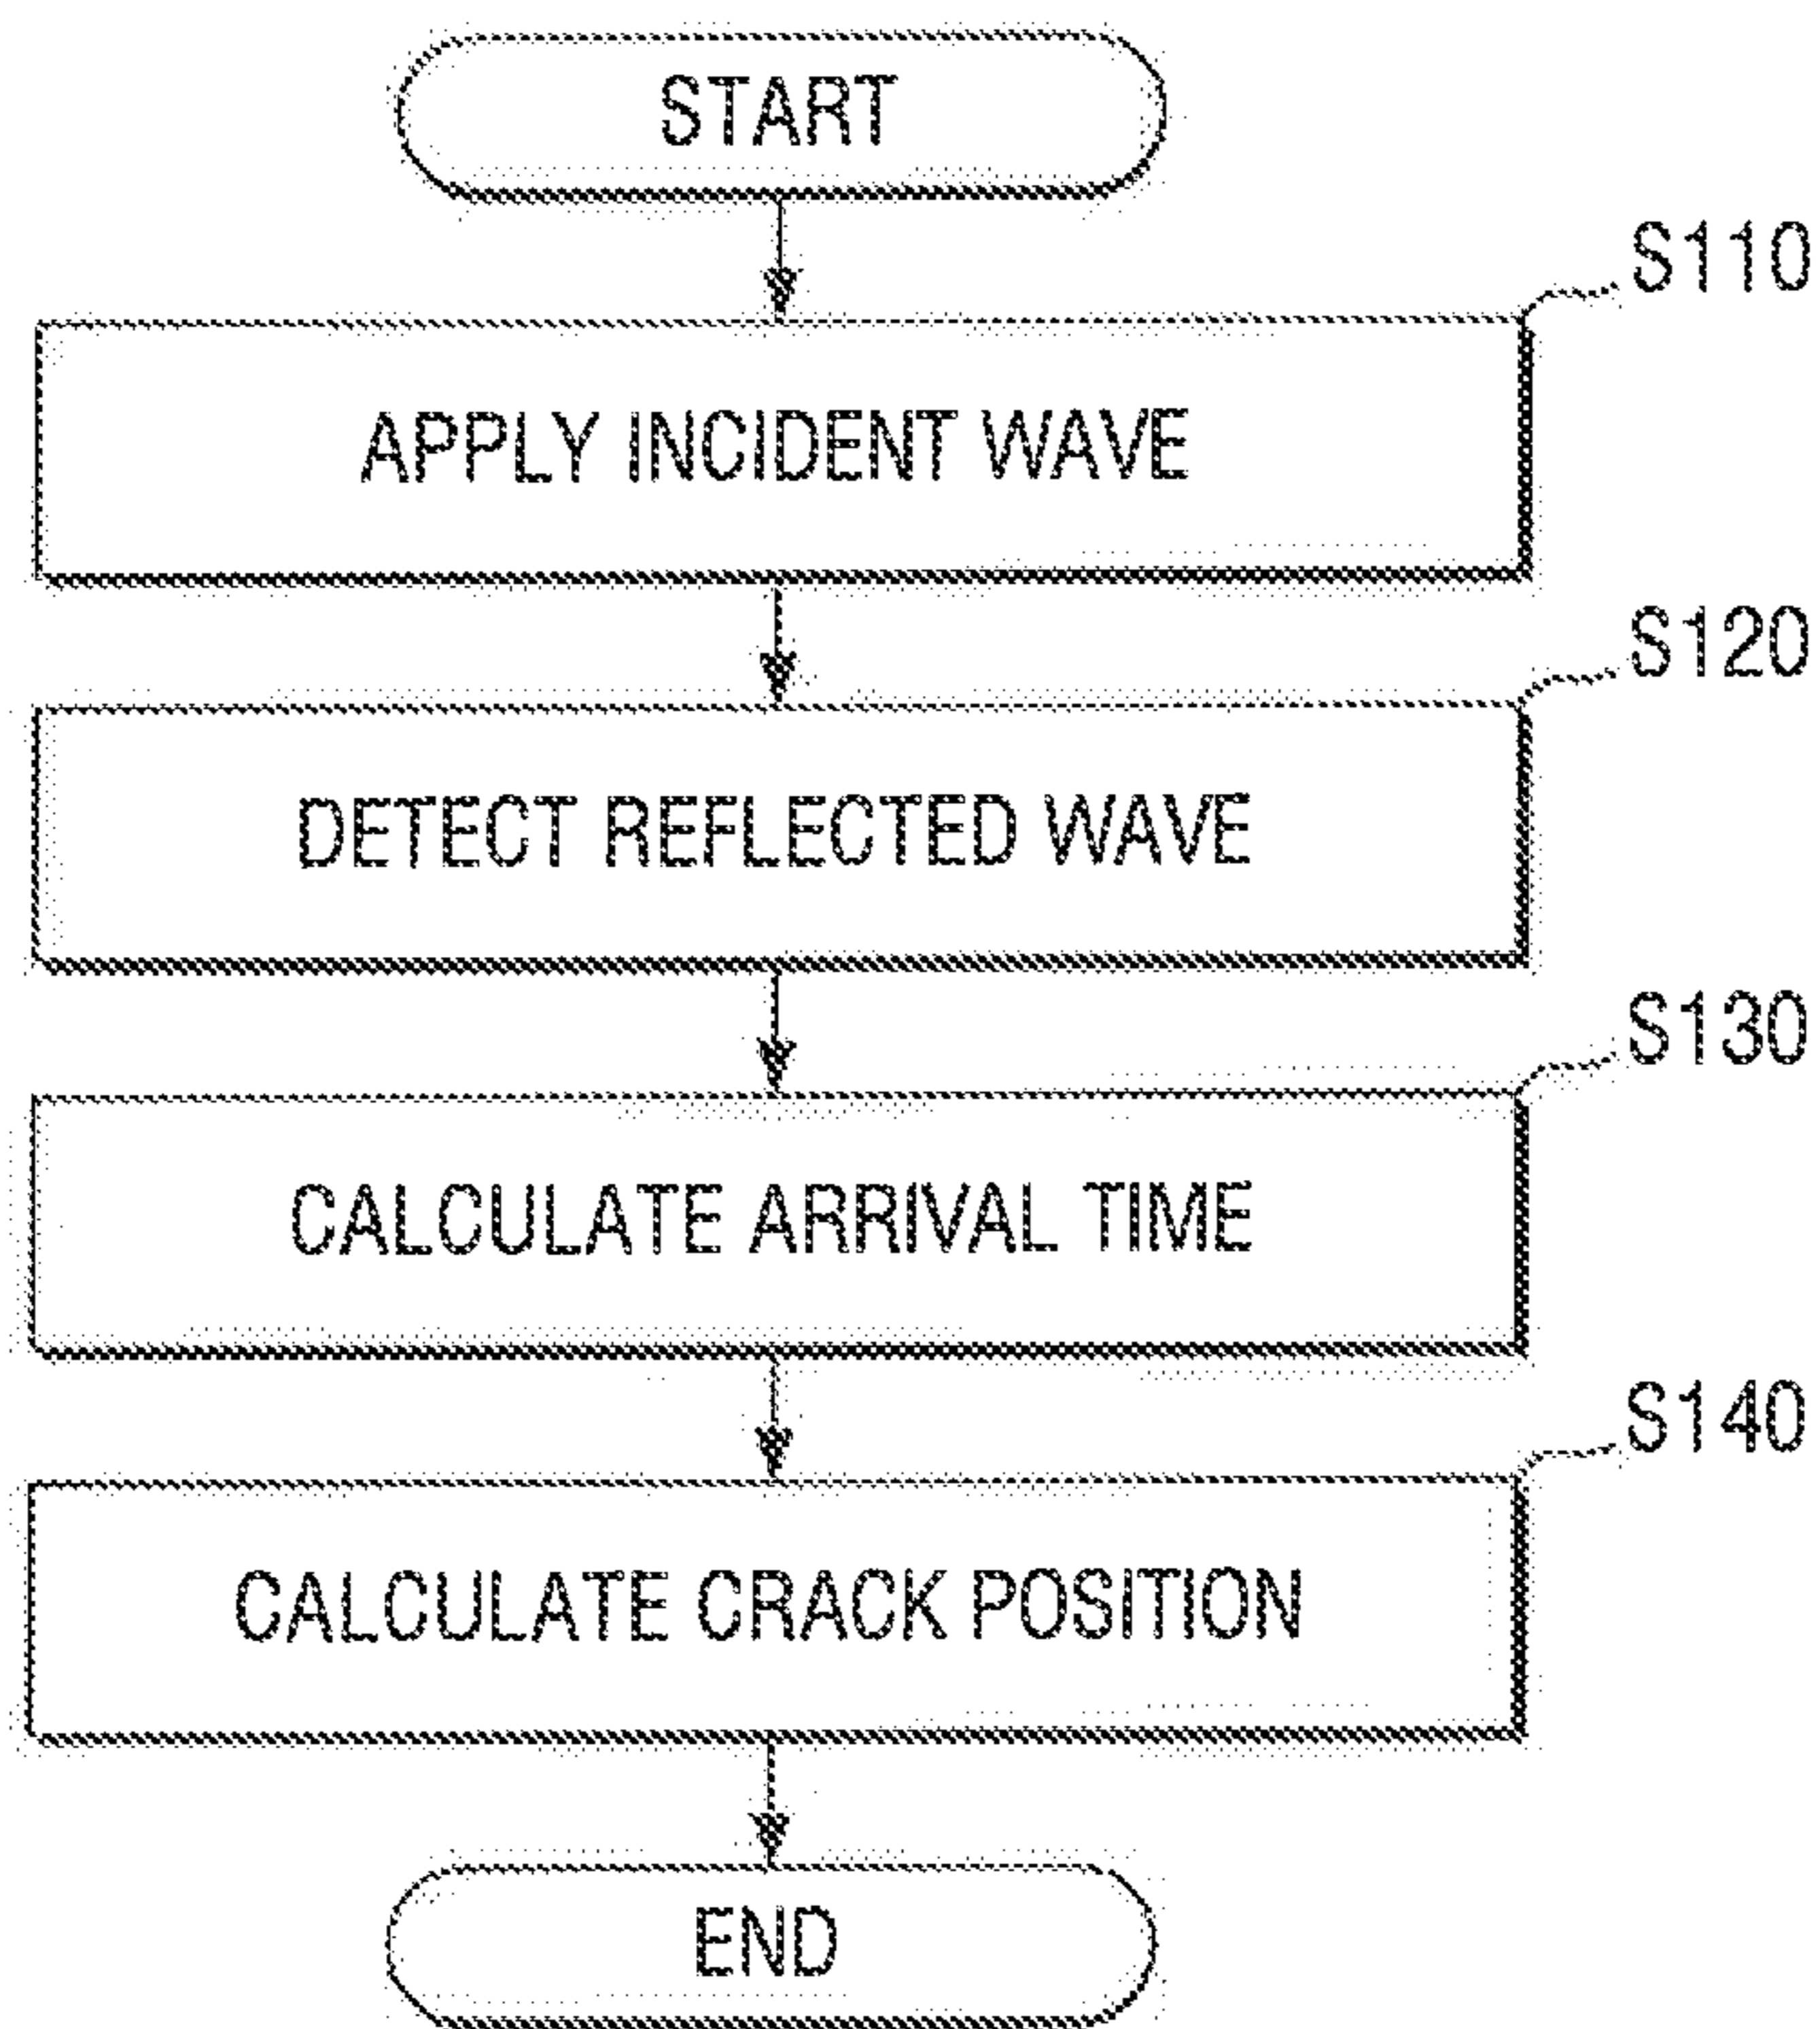 START
S110
APPLY INCIDENT WAVE
S120
DETECT REFLECTED WAVE
S130
CALCULATE ARRIVAL TIME
S140
CALCULATE CRACK POSITION
END